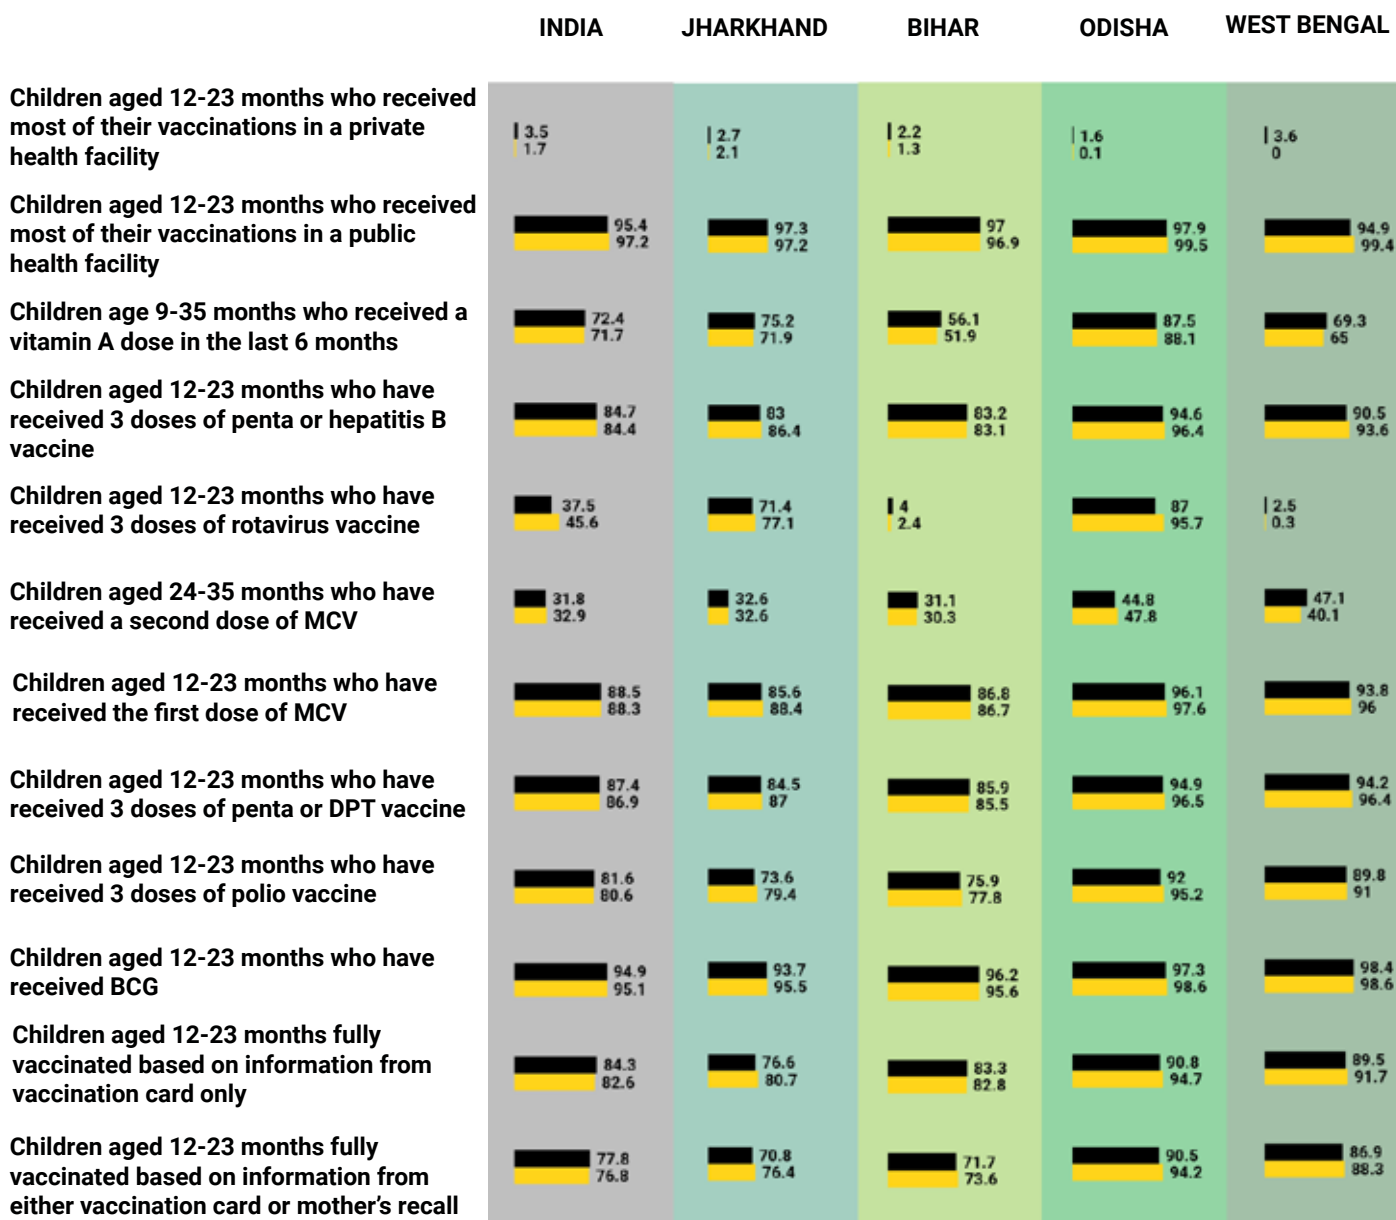 INDIA JHARKHAND BIHAR ODISHA WEST BENGAL
Children aged 12-23 months who received
most of their vaccinations in a private
health facility
3.5 2.7 2.2 1.6 3.6
1.7 2.1 1.3 0.1 0
Children aged 12-23 months who received
most of their vaccinations in a public
health facility
95.4 97.3 97 97.9 94.9
97.2 97.2 96.9 99.5 99.4
Children age 9-35 months who received a
vitamin A dose in the last 6 months
72.4 75.2 56.1 87.5 69.3
71.7 71.9 51.9 88.1 65
Children aged 12-23 months who have
received 3 doses of penta or hepatitis B
vaccine
84.7 83 83.2 94.6 90.5
84.4 86.4 83.1 96.4 93.6
Children aged 12-23 months who have
received 3 doses of rotavirus vaccine
37.5 71.4 4 87 2.5
45.6 77.1 2.4 95.7 0.3
Children aged 24-35 months who have
received a second dose of MCV
31.8 32.6 31.1 44.8 47.1
32.9 32.6 30.3 47.8 40.1
Children aged 12-23 months who have
received the first dose of MCV
88.5 85.6 86.8 96.1 93.8
88.3 88.4 86.7 97.6 96
Children aged 12-23 months who have
received 3 doses of penta or DPT vaccine
87.4 84.5 85.9 94.9 94.2
86.9 87 85.5 96.5 96.4
Children aged 12-23 months who have
received 3 doses of polio vaccine
81.6 73.6 75.9 92 89.8
80.6 79.4 77.8 95.2 91
Children aged 12-23 months who have
received BCG
94.9 93.7 96.2 97.3 98.4
95.1 95.5 95.6 98.6 98.6
Children aged 12-23 months fully
vaccinated based on information from
vaccination card only
84.3 76.6 83.3 90.8 89.5
82.6 80.7 82.8 94.7 91.7
Children aged 12-23 months fully
vaccinated based on information from
either vaccination card or mother's recall
77.8 70.8 71.7 90.5 86.9
76.8 76.4 73.6 94.2 88.3